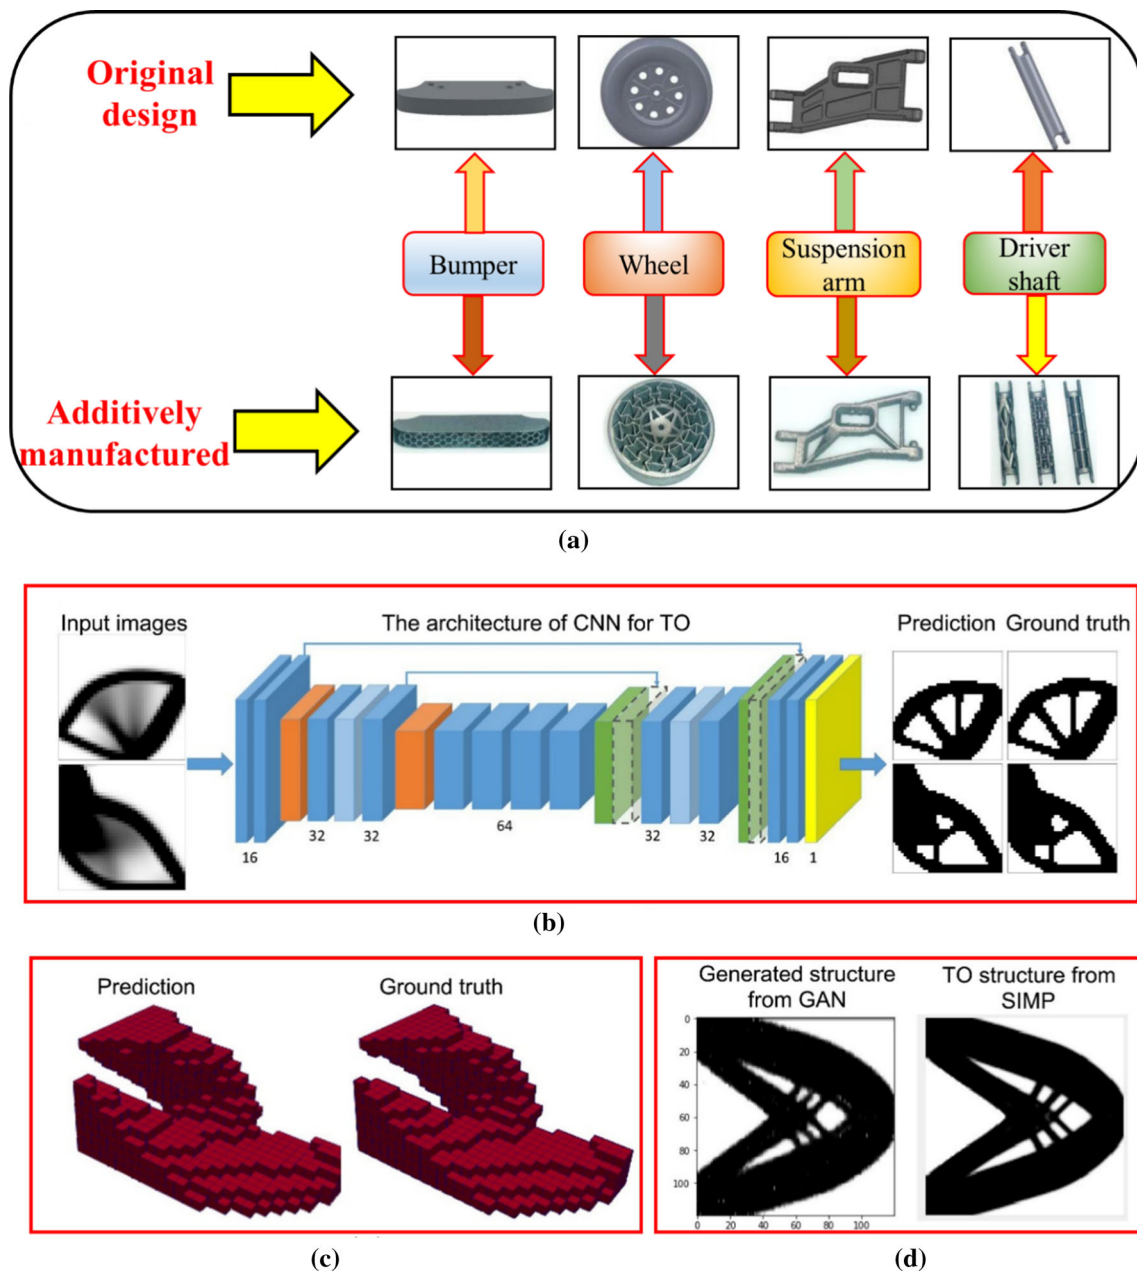 Original
design
Bumper
Wheel
Suspension
arm
Driver
shaft
Additively
manufactured
(a)
Input images
The architecture of CNN for TO
Prediction
Ground truth
16
32
32
64
32
32
16
1
(b)
Prediction
Ground truth
(c)
Generated structure
from GAN
TO structure from
SIMP
0
20
40
60
80
100
0
20
40
60
80
100
(d)